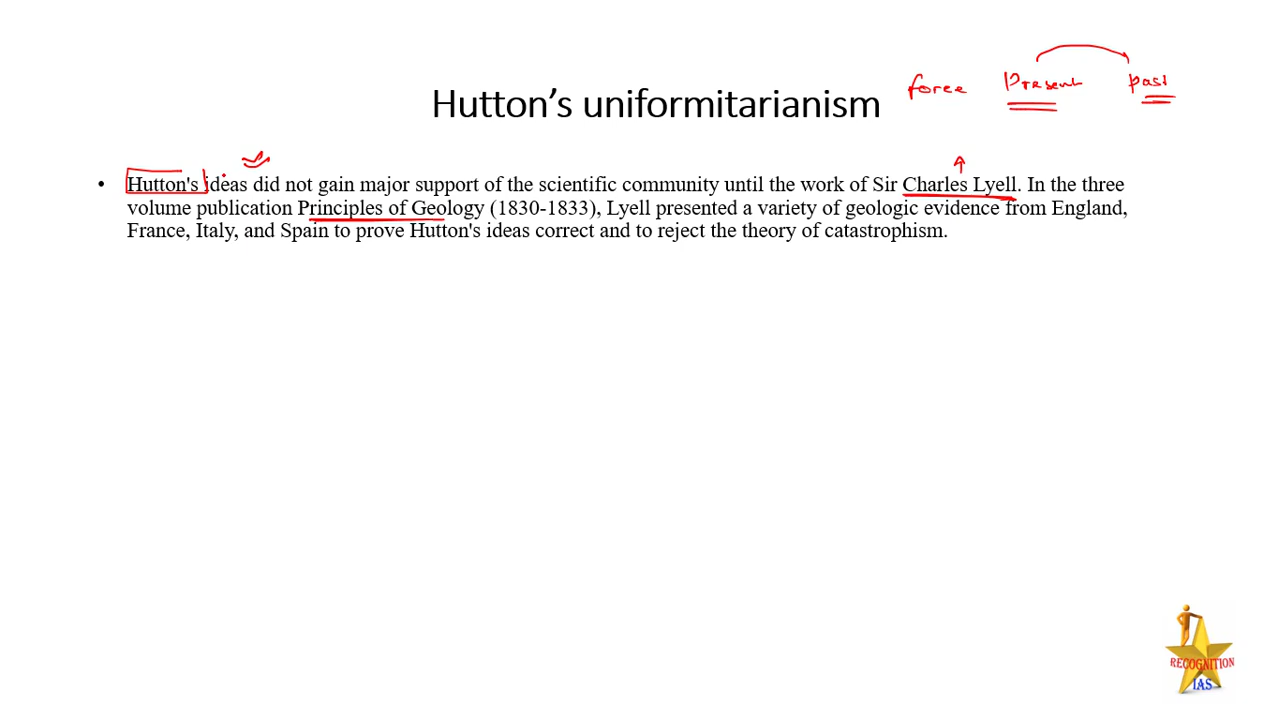 force Present past
Hutton’s uniformitarianism
• Hutton's ideas did not gain major support of the scientific community until the work of Sir Charles Lyell. In the three
volume publication Principles of Geology (1830-1833), Lyell presented a variety of geologic evidence from England,
France, Italy, and Spain to prove Hutton's ideas correct and to reject the theory of catastrophism.
RECOGNITION
IAS